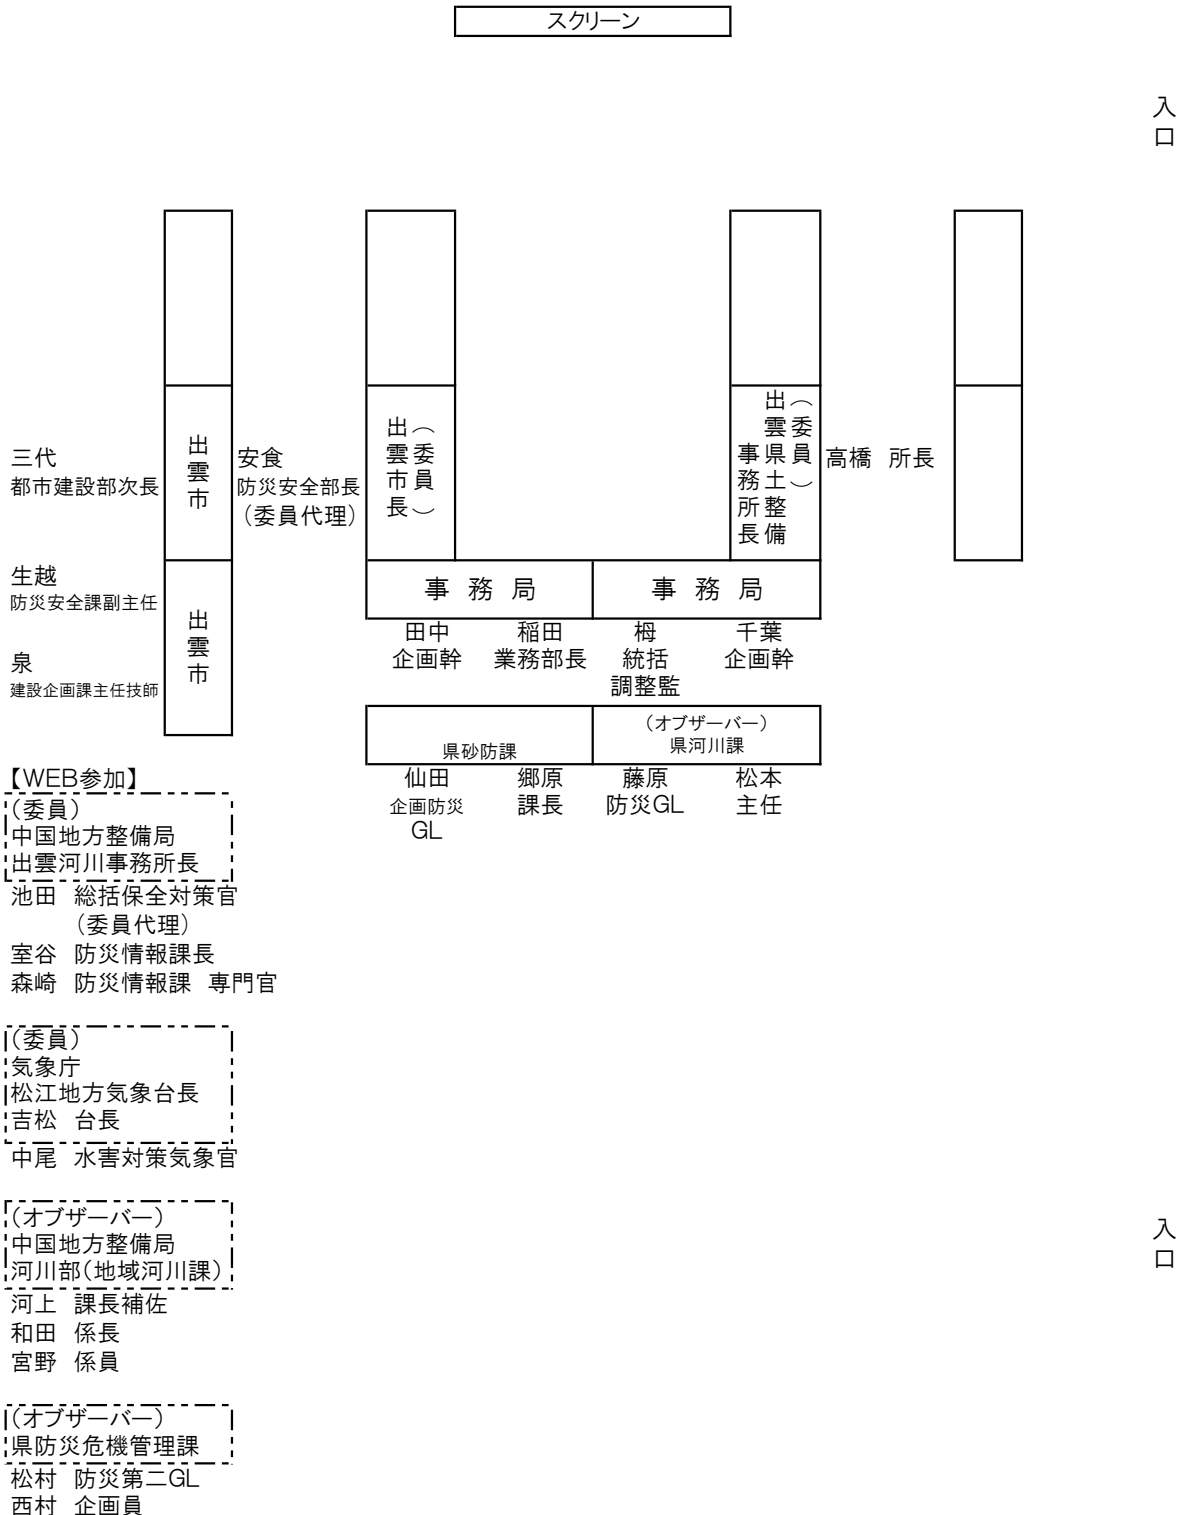 スクリーン
入口
三代
都市建設部次長
出雲市
安食
防災安全部長
（委員代理）
（委員）
出雲市長
（委員）
出雲県土整備
事務所長
高橋　所長
生越
防災安全課副主任
泉
建設企画課主任技師
出雲市
事　務　局
事　務　局
田中
企画幹
稲田
業務部長
栂
統括
調整監
千葉
企画幹
県砂防課
（オブザーバー）
県河川課
仙田
企画防災
GL
郷原
課長
藤原
防災GL
松本
主任
【WEB参加】
（委員）
中国地方整備局
出雲河川事務所長
池田　総括保全対策官
（委員代理）
室谷　防災情報課長
森崎　防災情報課　専門官
（委員）
気象庁
松江地方気象台長
吉松　台長
中尾　水害対策気象官
（オブザーバー）
中国地方整備局
河川部（地域河川課）
河上　課長補佐
和田　係長
宮野　係員
入口
（オブザーバー）
県防災危機管理課
松村　防災第二GL
西村　企画員